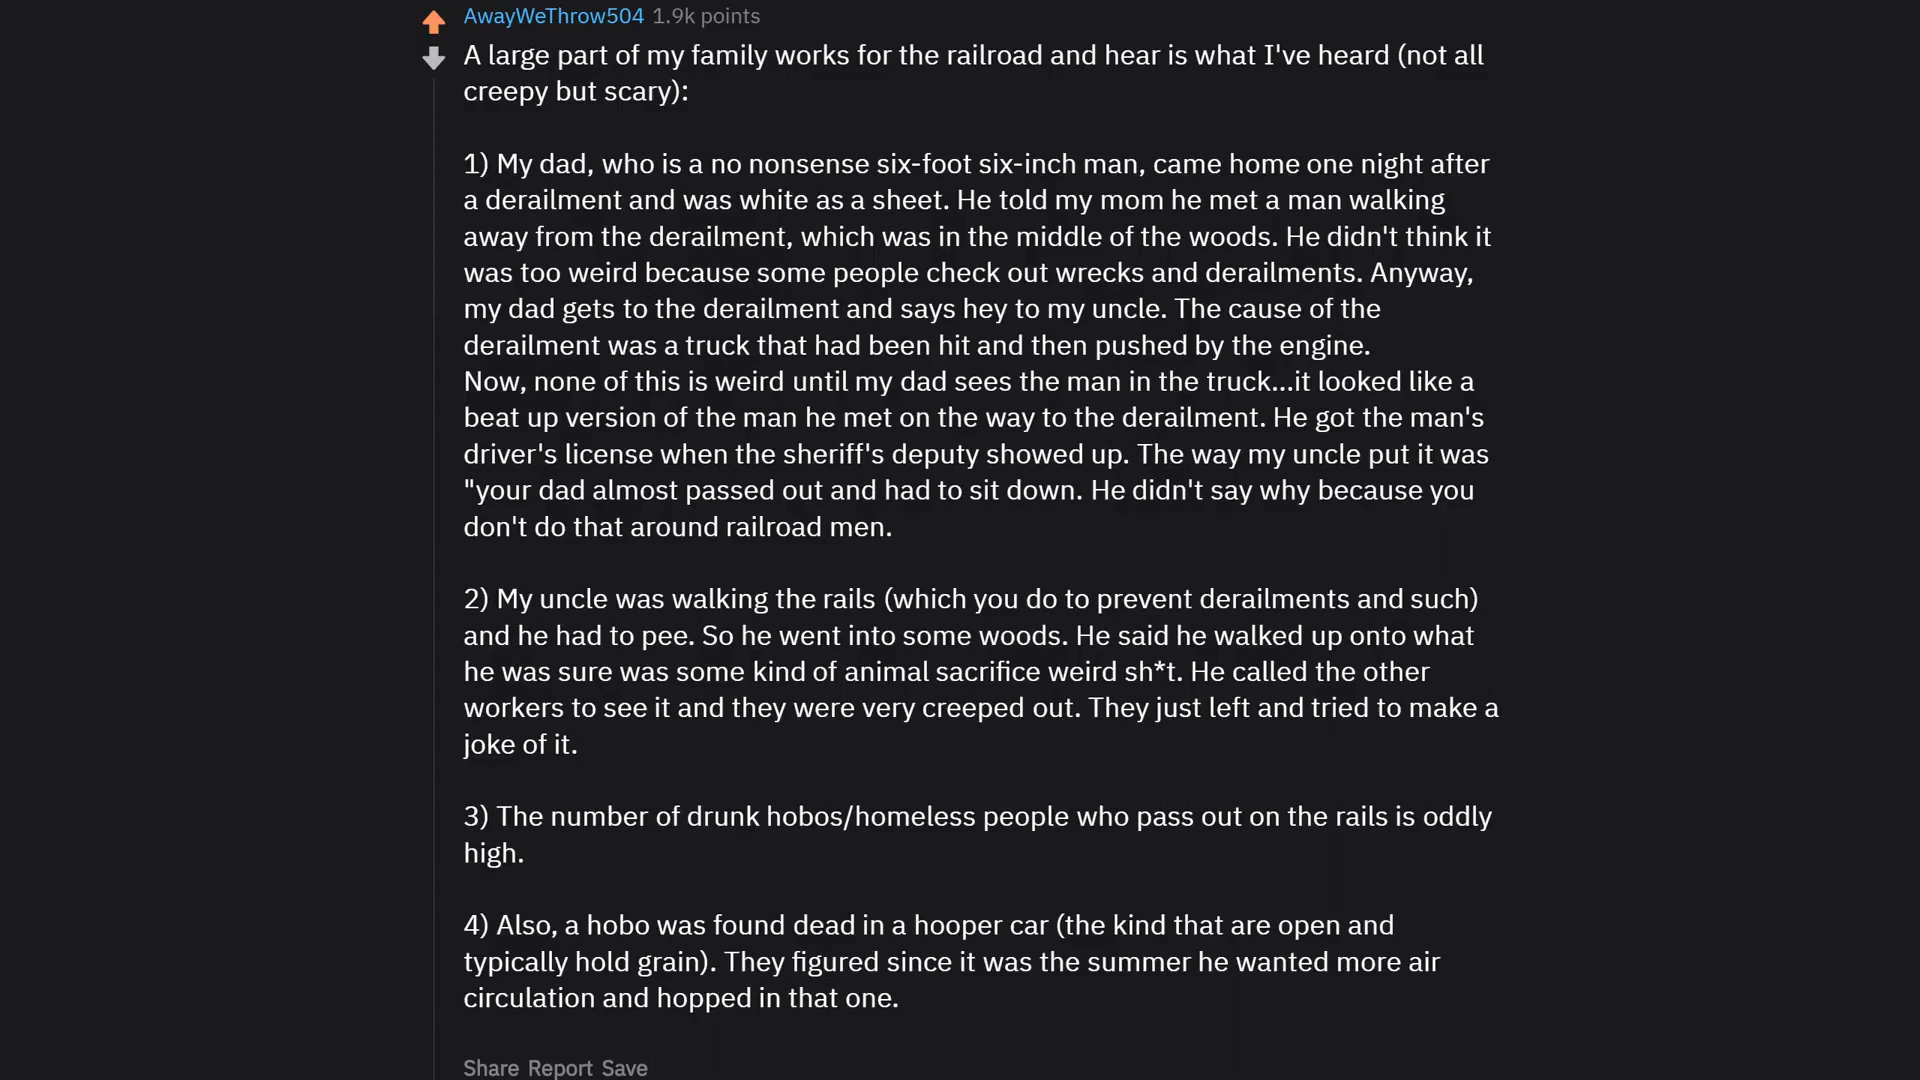 AwayWeThrow504 1.9k points
A large part of my family works for the railroad and hear is what I've heard (not all
creepy but scary):
1) My dad, who is a no nonsense six-foot six-inch man, came home one night after
a derailment and was white as a sheet. He told my mom he met a man walking
away from the derailment, which was in the middle of the woods. He didn't think it
was too weird because some people check out wrecks and derailments. Anyway,
my dad gets to the derailment and says hey to my uncle. The cause of the
derailment was a truck that had been hit and then pushed by the engine.
Now, none of this is weird until my dad sees the man in the truck...it looked like a
beat up version of the man he met on the way to the derailment. He got the man's
driver's license when the sheriff's deputy showed up. The way my uncle put it was
"your dad almost passed out and had to sit down. He didn't say why because you
don't do that around railroad men.
2) My uncle was walking the rails (which you do to prevent derailments and such)
and he had to pee. So he went into some woods. He said he walked up onto what
he was sure was some kind of animal sacrifice weird sh*t. He called the other
workers to see it and they were very creeped out. They just left and tried to make a
joke of it.
3) The number of drunk hobos/homeless people who pass out on the rails is oddly
high.
4) Also, a hobo was found dead in a hooper car (the kind that are open and
typically hold grain). They figured since it was the summer he wanted more air
circulation and hopped in that one.
Share Report Save